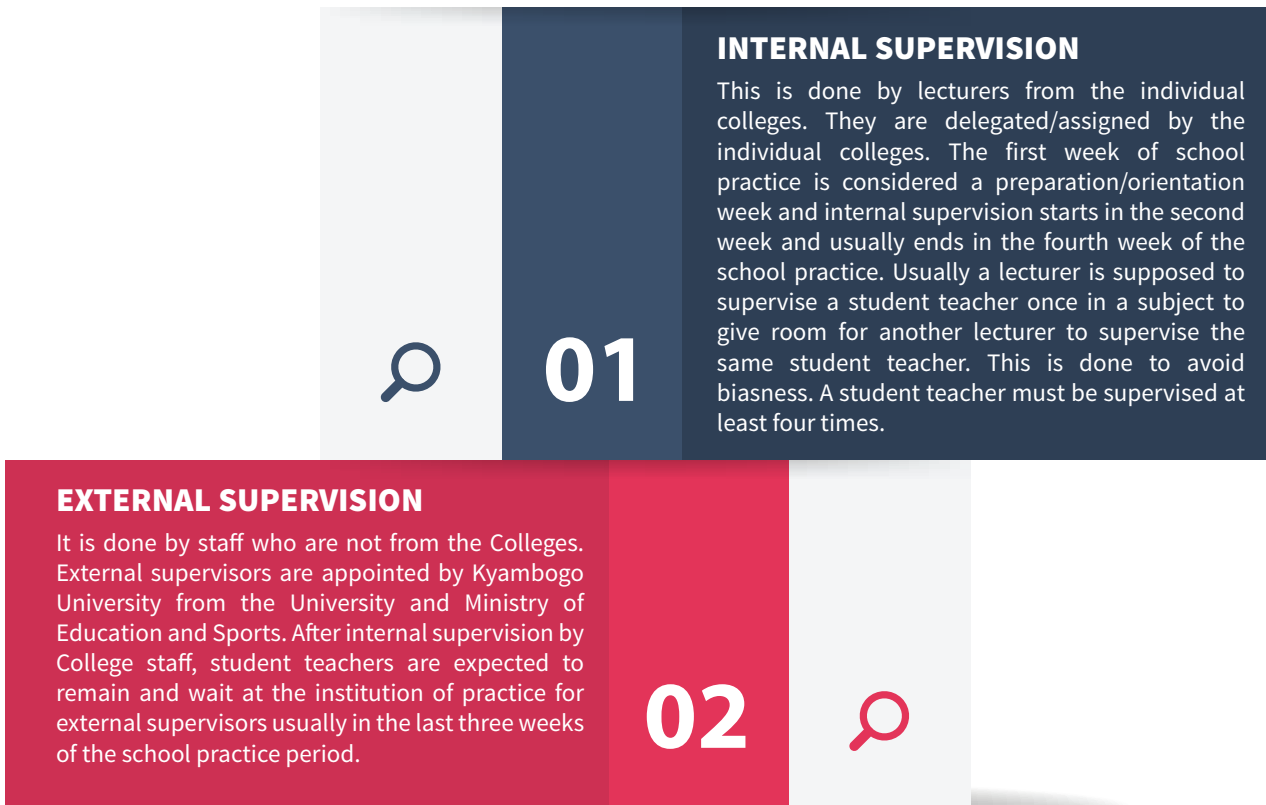 INTERNAL SUPERVISION
This is done by lecturers from the individual
colleges. They are delegated/assigned by the
individual colleges. The first week of school
practice is considered a preparation/orientation
week and internal supervision starts in the second
week and usually ends in the fourth week of the
school practice. Usually a lecturer is supposed to
supervise a student teacher once in a subject to
give room for another lecturer to supervise the
same student teacher. This is done to avoid
biasness. A student teacher must be supervised at
least four times.
01
EXTERNAL SUPERVISION
It is done by staff who are not from the Colleges.
External supervisors are appointed by Kyambogo
University from the University and Ministry of
Education and Sports. After internal supervision by
College staff, student teachers are expected to
remain and wait at the institution of practice for
external supervisors usually in the last three weeks
of the school practice period.
02